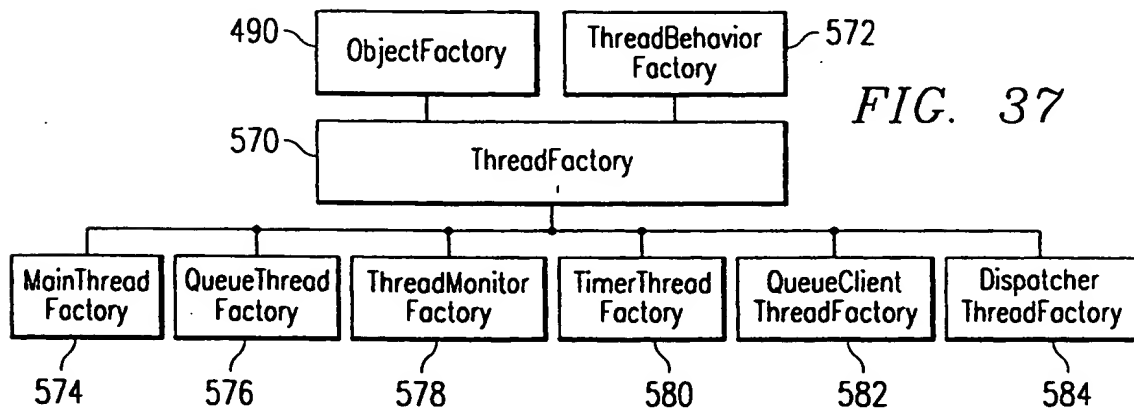 490
ObjectFactory
ThreadBehavior
Factory
572
FIG. 37
570
ThreadFactory
MainThread
Factory
QueueThread
Factory
ThreadMonitor
Factory
TimerThread
Factory
QueueClient
ThreadFactory
Dispatcher
ThreadFactory
574
576
578
580
582
584